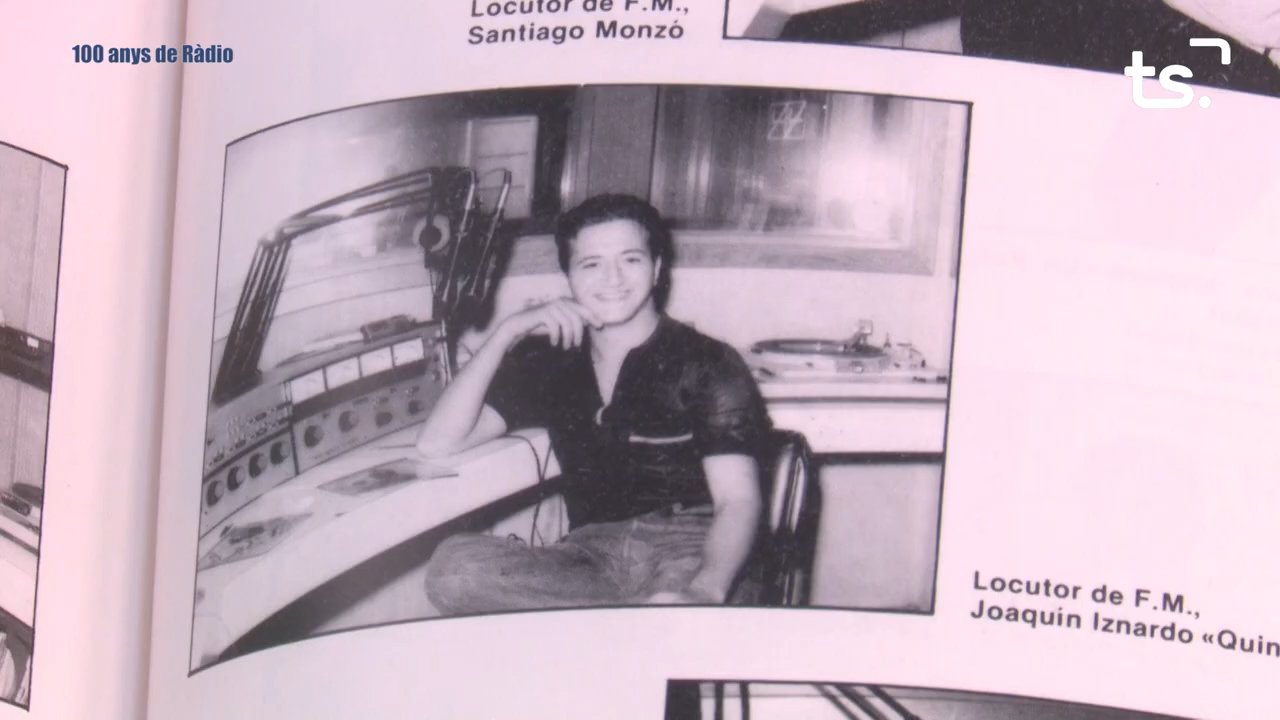 Locutor de F.M.,
Santiago Monzó
100 anys de Ràdio
ts.
Locutor de F.M.,
Joaquín Iznardo «Quin